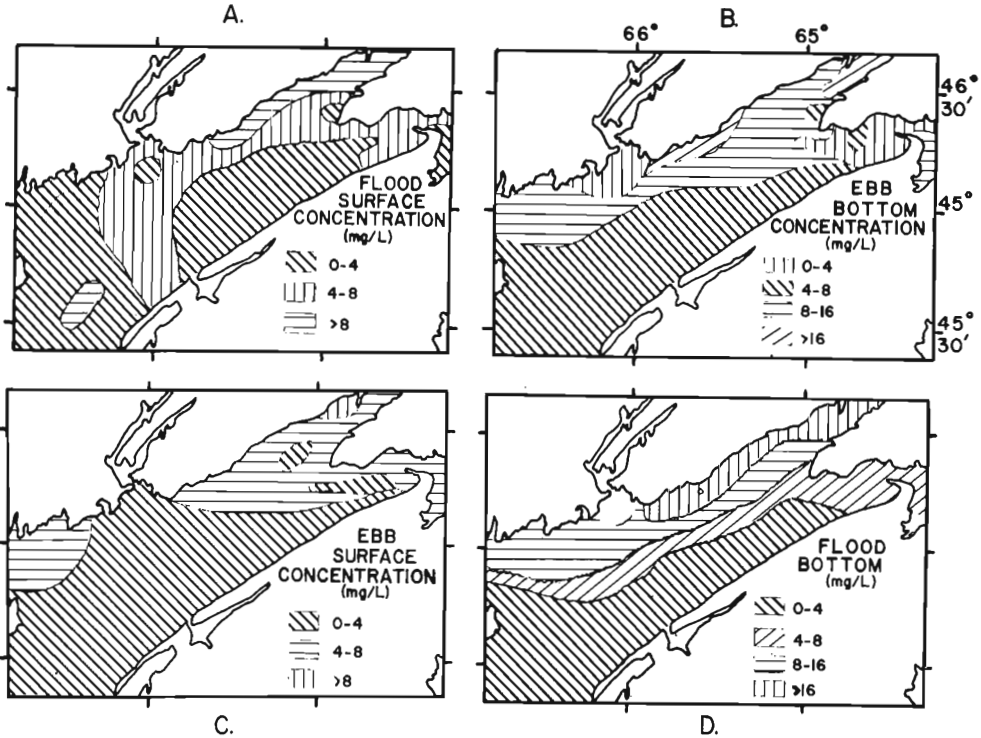 A.
FLOOD
SURFACE
CONCENTRATION
(mg/L)
0-4
4-8
>8
B.
66°
65°
46°
30'
45°
45°
30'
EBB
BOTTOM
CONCENTRATION
(mg/L)
0-4
4-8
8-16
>16
EBB
SURFACE
CONCENTRATION
(mg/L)
0-4
4-8
>8
C.
FLOOD
BOTTOM
(mg/L)
0-4
4-8
8-16
>16
D.